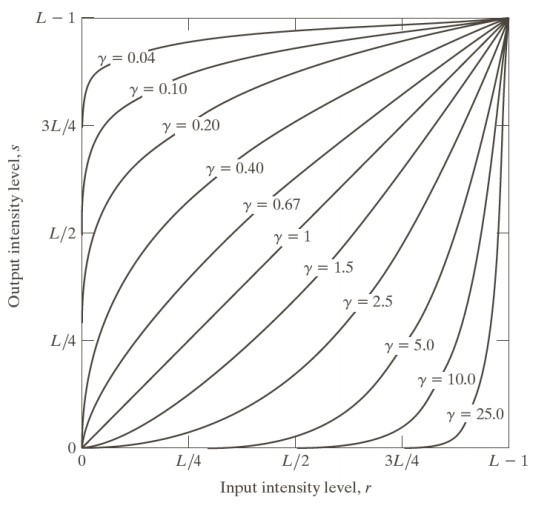 L − 1
γ = 0.04
γ = 0.10
3L/4
γ = 0.20
γ = 0.40
γ = 0.67
L/2
γ = 1
γ = 1.5
γ = 2.5
L/4
γ = 5.0
γ = 10.0
γ = 25.0
0
0 L/4 L/2 3L/4 L − 1
Output intensity level, s
Input intensity level, r